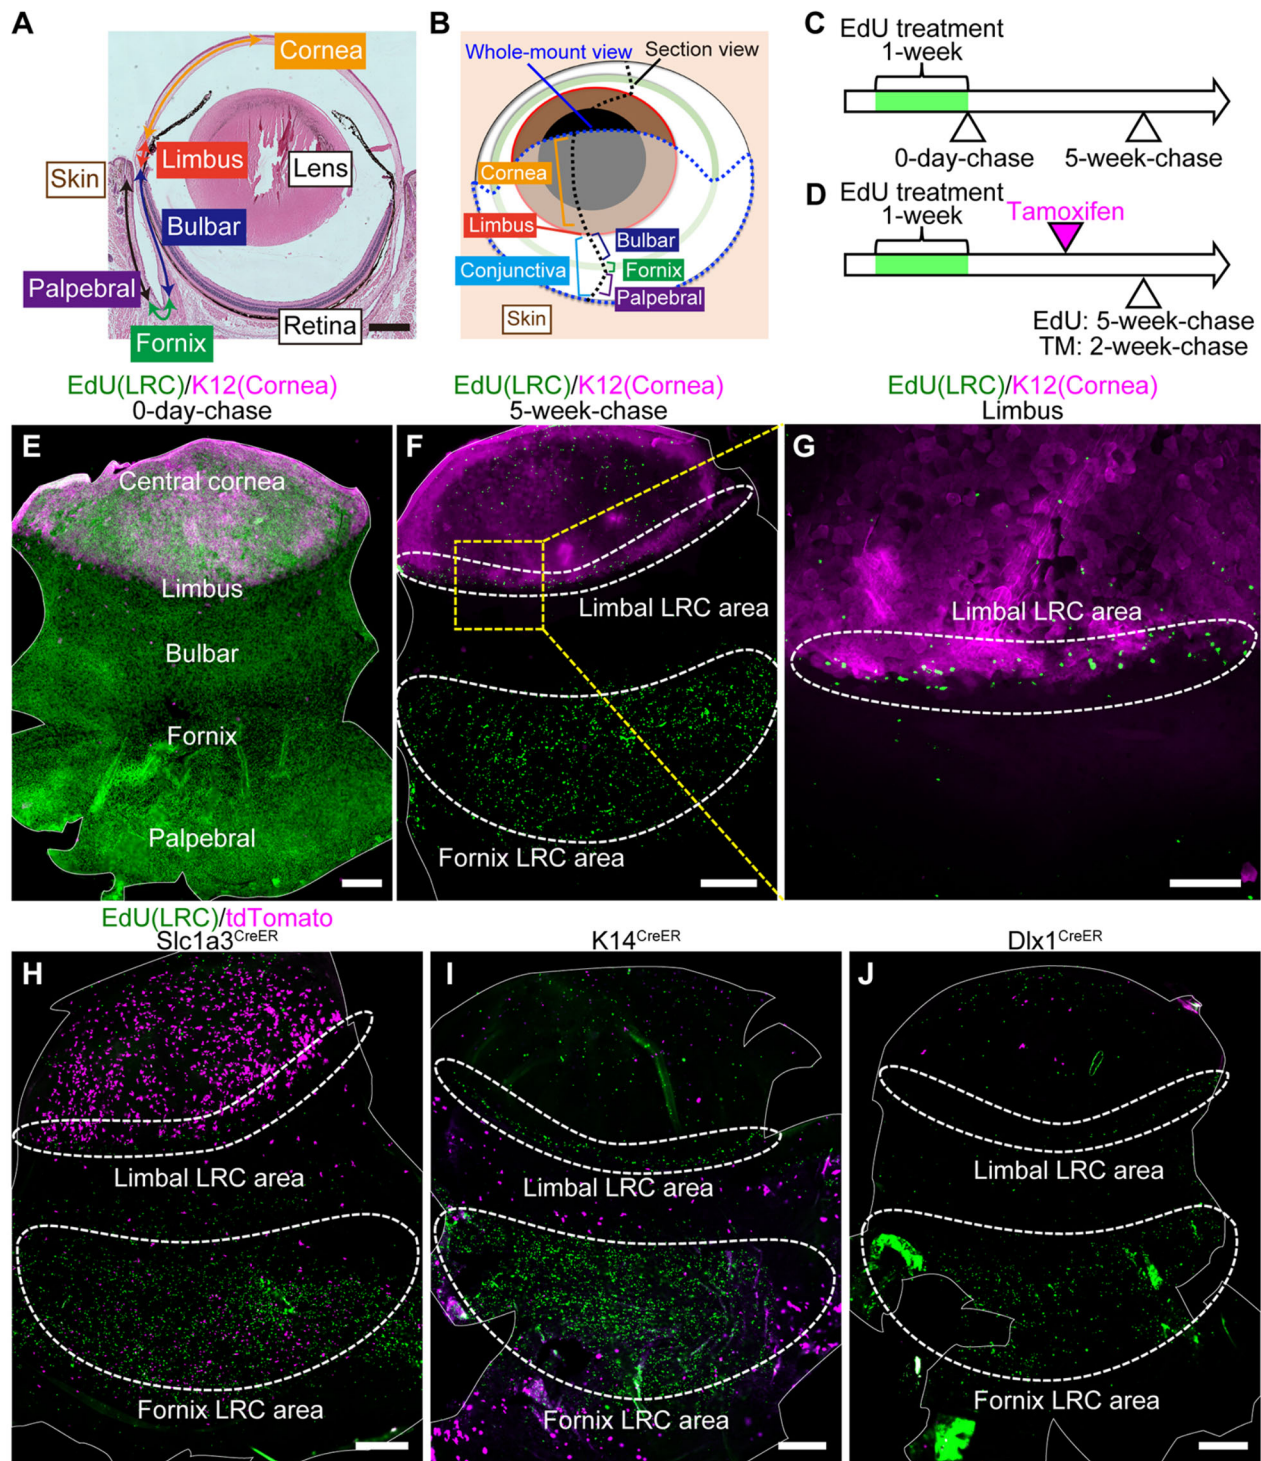 A
Cornea
Limbus
Lens
Skin
Bulbar
Palpebral
Retina
Fornix
B
Whole-mount view
Section view
Cornea
Limbus
Bulbar
Conjunctiva
Fornix
Palpebral
Skin
C
EdU treatment
1-week
0-day-chase
5-week-chase
D
EdU treatment
1-week
Tamoxifen
EdU: 5-week-chase
TM: 2-week-chase
EdU(LRC)/K12(Cornea)
0-day-chase
E
Central cornea
Limbus
Bulbar
Fornix
Palpebral
EdU(LRC)/K12(Cornea)
5-week-chase
F
Limbal LRC area
Fornix LRC area
EdU(LRC)/K12(Cornea)
Limbus
G
Limbal LRC area
EdU(LRC)/tdTomato
Slc1a3CreER
H
Limbal LRC area
Fornix LRC area
K14CreER
I
Limbal LRC area
Fornix LRC area
Dlx1CreER
J
Limbal LRC area
Fornix LRC area